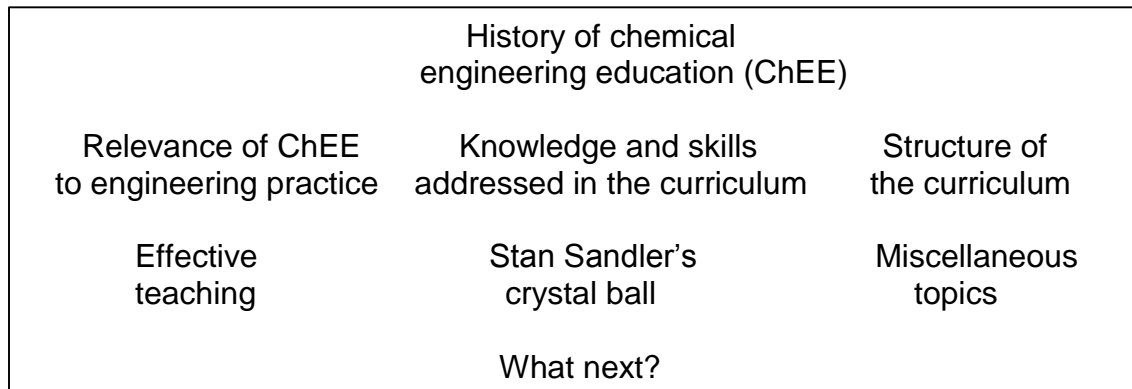 History of chemical
engineering education (ChEE)
Relevance of ChEE
to engineering practice
Knowledge and skills
addressed in the curriculum
Structure of
the curriculum
Effective
teaching
Stan Sandler’s
crystal ball
Miscellaneous
topics
What next?